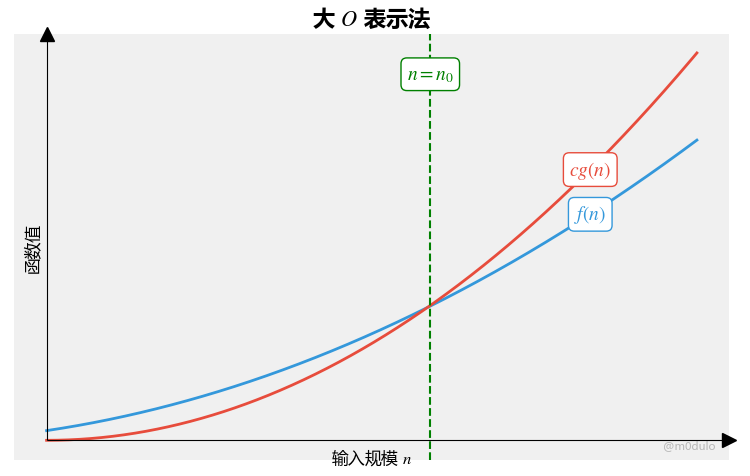 大 O 表示法
n = n₀
cg(n)
f(n)
函数值
输入规模 n
@m0dulo